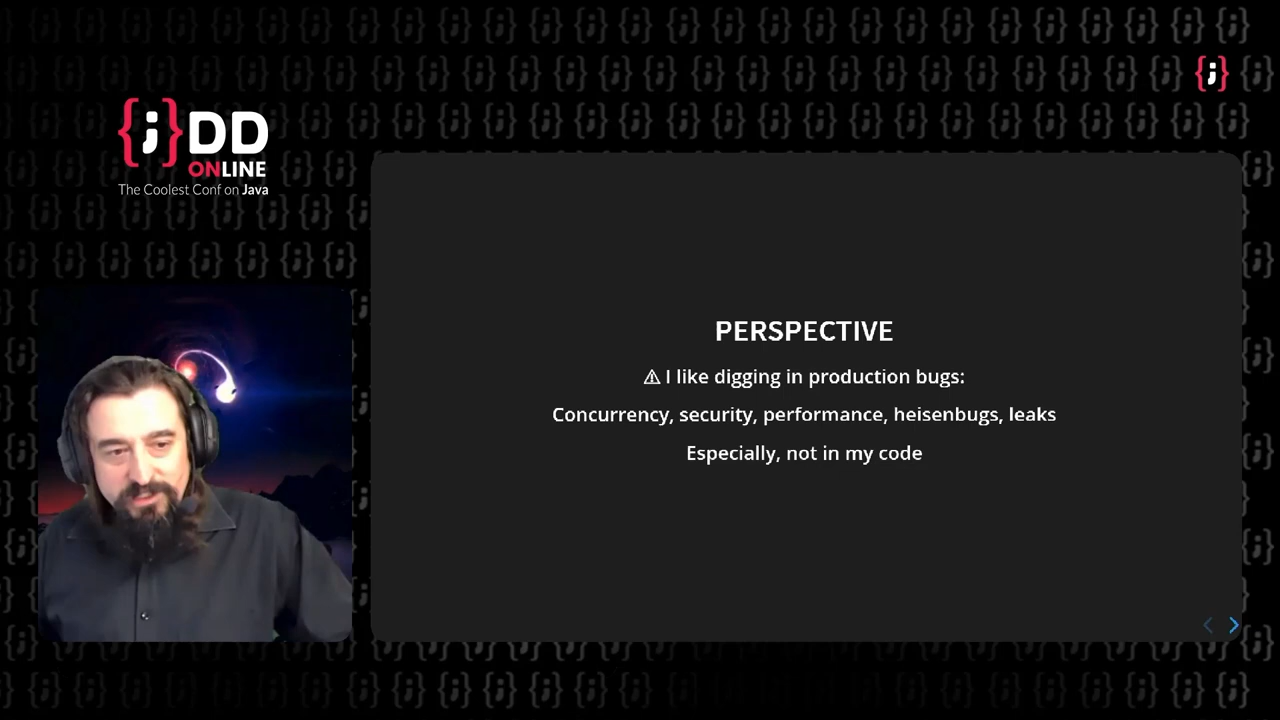 {;}
{;}DD
ONLINE
The Coolest Conf on Java
PERSPECTIVE
⚠ I like digging in production bugs:
Concurrency, security, performance, heisenbugs, leaks
Especially, not in my code